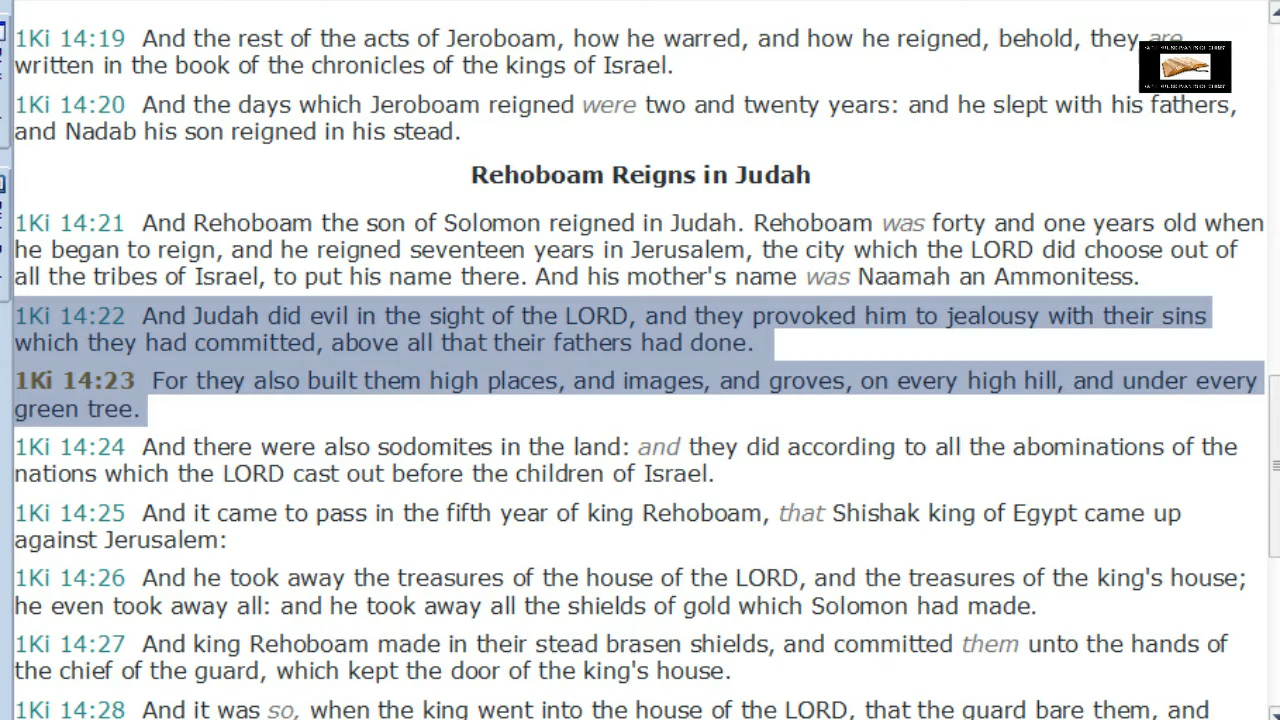 1Ki 14:19 And the rest of the acts of Jeroboam, how he warred, and how he reigned, behold, they are
written in the book of the chronicles of the kings of Israel.
1Ki 14:20 And the days which Jeroboam reigned were two and twenty years: and he slept with his fathers,
and Nadab his son reigned in his stead.
Rehoboam Reigns in Judah
1Ki 14:21 And Rehoboam the son of Solomon reigned in Judah. Rehoboam was forty and one years old when
he began to reign, and he reigned seventeen years in Jerusalem, the city which the LORD did choose out of
all the tribes of Israel, to put his name there. And his mother's name was Naamah an Ammonitess.
1Ki 14:22 And Judah did evil in the sight of the LORD, and they provoked him to jealousy with their sins
which they had committed, above all that their fathers had done.
1Ki 14:23 For they also built them high places, and images, and groves, on every high hill, and under every
green tree.
1Ki 14:24 And there were also sodomites in the land: and they did according to all the abominations of the
nations which the LORD cast out before the children of Israel.
1Ki 14:25 And it came to pass in the fifth year of king Rehoboam, that Shishak king of Egypt came up
against Jerusalem:
1Ki 14:26 And he took away the treasures of the house of the LORD, and the treasures of the king's house;
he even took away all: and he took away all the shields of gold which Solomon had made.
1Ki 14:27 And king Rehoboam made in their stead brasen shields, and committed them unto the hands of
the chief of the guard, which kept the door of the king's house.
1Ki 14:28 And it was so, when the king went into the house of the LORD, that the guard bare them, and